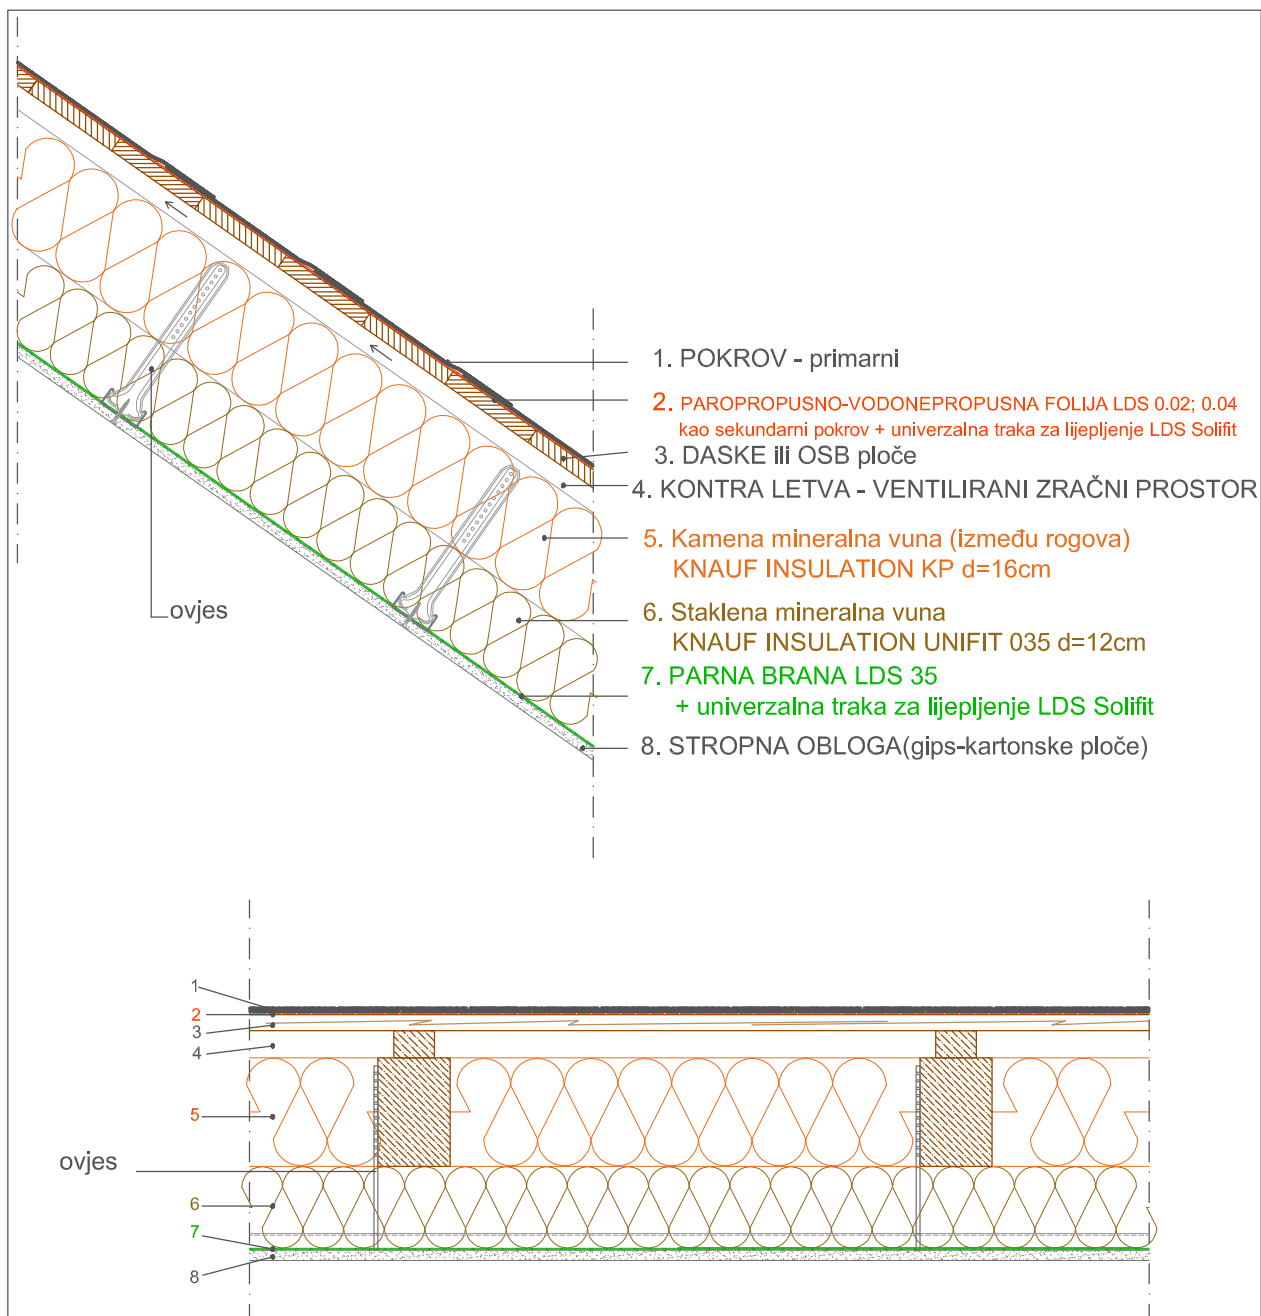 1. POKROV - primarni
2. PAROPROPUSNO-VODONEPROPUSNA FOLIJA LDS 0.02; 0.04
kao sekundarni pokrov + univerzalna traka za lijepljenje LDS Solifit
3. DASKE ili OSB ploče
4. KONTRA LETVA - VENTILIRANI ZRAČNI PROSTOR
5. Kamena mineralna vuna (između rogova)
KNAUF INSULATION KP d=16cm
ovjes
6. Staklena mineralna vuna
KNAUF INSULATION UNIFIT 035 d=12cm
7. PARNA BRANA LDS 35
+ univerzalna traka za lijepljenje LDS Solifit
8. STROPNA OBLOGA(gips-kartonske ploče)
1
2
3
4
5
ovjes
6
7
8